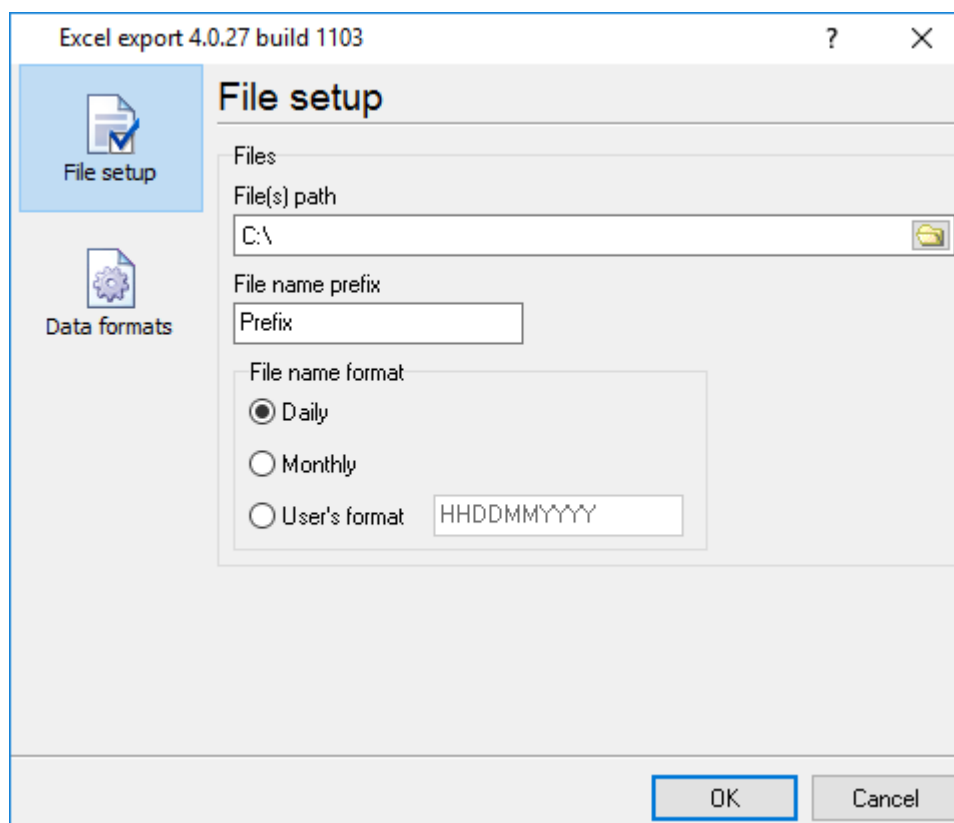 Excel export 4.0.27 build 1103
?
File setup
File setup
Data formats
Files
File(s) path
C:\
File name prefix
Prefix
File name format
Daily
Monthly
User's format HHDDMMYYYY
OK Cancel